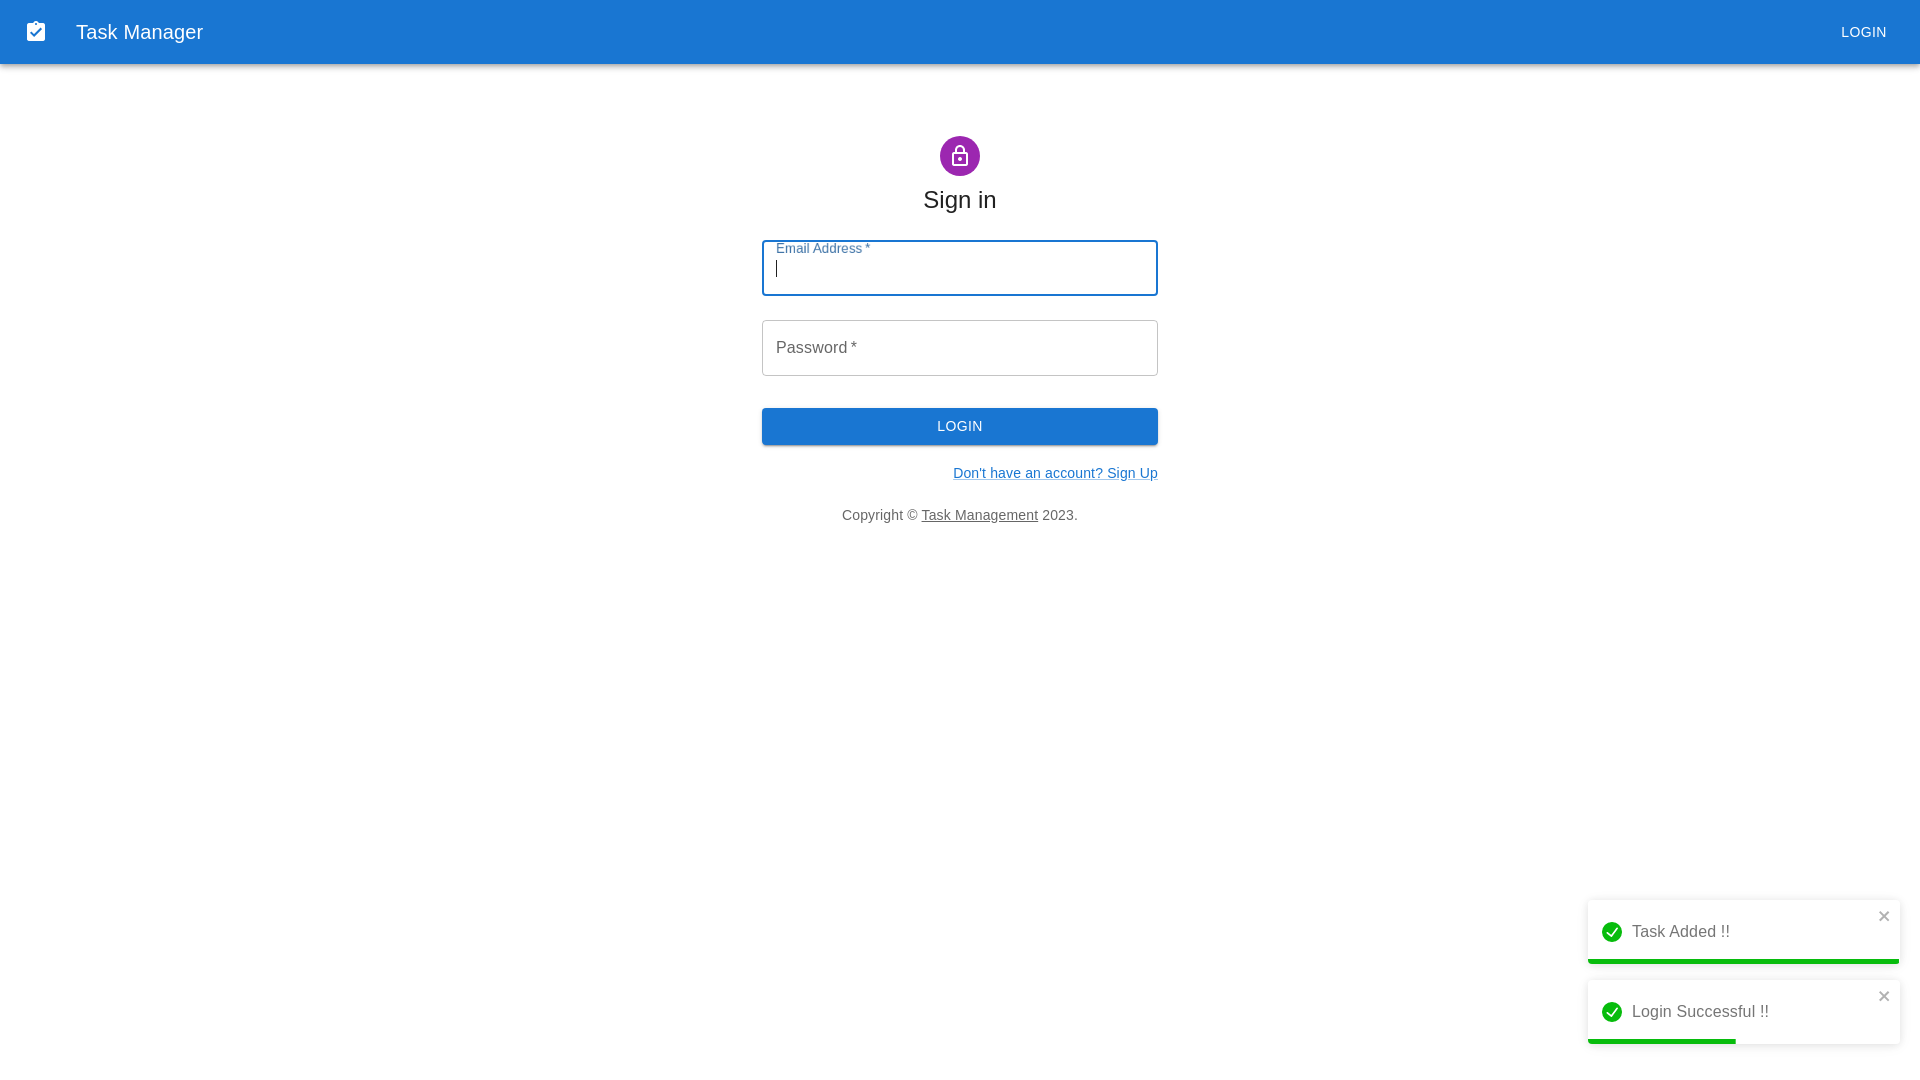 Task Manager
LOGIN
Sign in
Email Address *
Password *
LOGIN
Don't have an account? Sign Up
Copyright © Task Management 2023.
Task Added !!
Login Successful !!